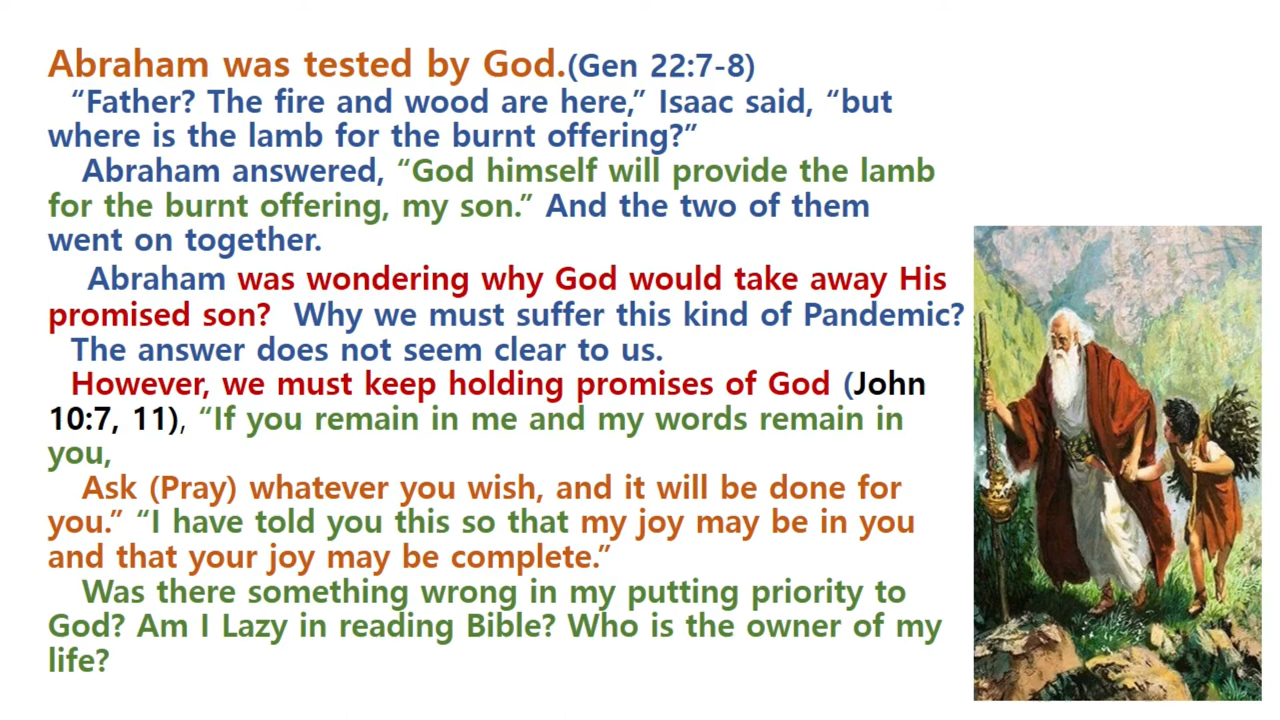 Abraham was tested by God.(Gen 22:7-8)
“Father? The fire and wood are here,” Isaac said, “but
where is the lamb for the burnt offering?”
Abraham answered, “God himself will provide the lamb
for the burnt offering, my son.” And the two of them
went on together.
Abraham was wondering why God would take away His
promised son? Why we must suffer this kind of Pandemic?
The answer does not seem clear to us.
However, we must keep holding promises of God (John
10:7, 11), “If you remain in me and my words remain in
you,
Ask (Pray) whatever you wish, and it will be done for
you.” “I have told you this so that my joy may be in you
and that your joy may be complete.”
Was there something wrong in my putting priority to
God? Am I Lazy in reading Bible? Who is the owner of my
life?